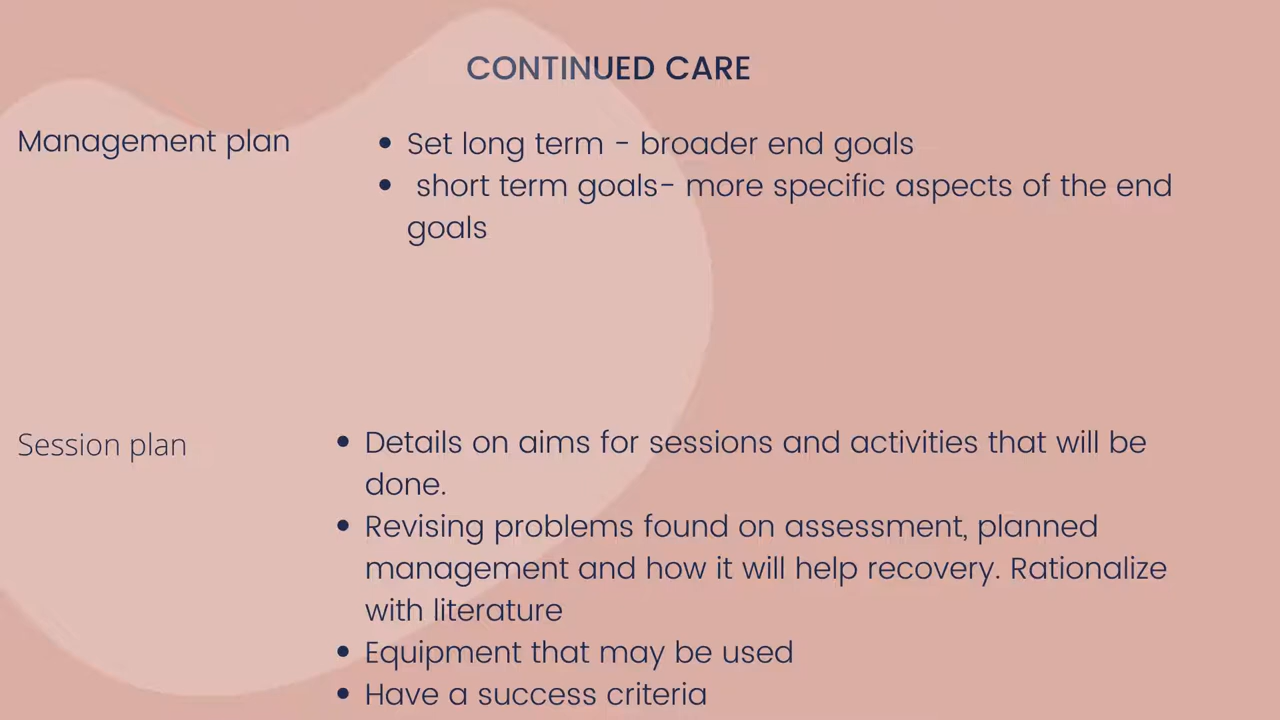 CONTINUED CARE
Management plan
• Set long term - broader end goals
• short term goals- more specific aspects of the end
goals
Session plan
• Details on aims for sessions and activities that will be
done.
• Revising problems found on assessment, planned
management and how it will help recovery. Rationalize
with literature
• Equipment that may be used
• Have a success criteria